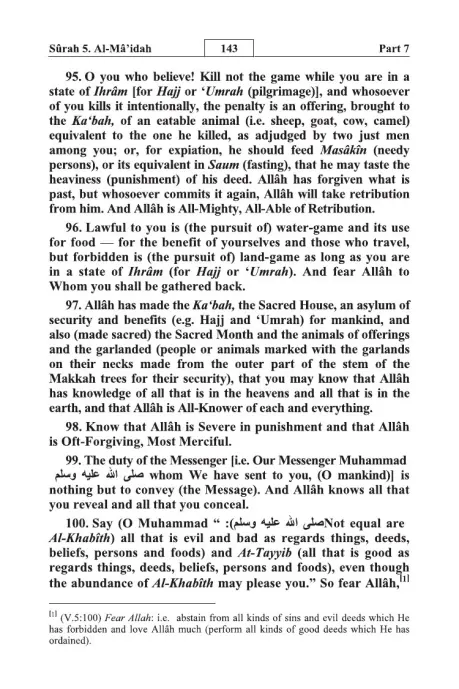 Sûrah 5. Al-Mâ'idah 143 Part 7
95. O you who believe! Kill not the game while you are in a
state of Ihrâm [for Hajj or ‘Umrah (pilgrimage)], and whosoever
of you kills it intentionally, the penalty is an offering, brought to
the Ka‘bah, of an eatable animal (i.e. sheep, goat, cow, camel)
equivalent to the one he killed, as adjudged by two just men
among you; or, for expiation, he should feed Masâkîn (needy
persons), or its equivalent in Saum (fasting), that he may taste the
heaviness (punishment) of his deed. Allâh has forgiven what is
past, but whosoever commits it again, Allâh will take retribution
from him. And Allâh is All-Mighty, All-Able of Retribution.
96. Lawful to you is (the pursuit of) water-game and its use
for food — for the benefit of yourselves and those who travel,
but forbidden is (the pursuit of) land-game as long as you are
in a state of Ihrâm (for Hajj or ‘Umrah). And fear Allâh to
Whom you shall be gathered back.
97. Allâh has made the Ka‘bah, the Sacred House, an asylum of
security and benefits (e.g. Hajj and ‘Umrah) for mankind, and
also (made sacred) the Sacred Month and the animals of offerings
and the garlanded (people or animals marked with the garlands
on their necks made from the outer part of the stem of the
Makkah trees for their security), that you may know that Allâh
has knowledge of all that is in the heavens and all that is in the
earth, and that Allâh is All-Knower of each and everything.
98. Know that Allâh is Severe in punishment and that Allâh
is Oft-Forgiving, Most Merciful.
99. The duty of the Messenger [i.e. Our Messenger Muhammad
صلى الله عليه وسلم whom We have sent to you, (O mankind)] is
nothing but to convey (the Message). And Allâh knows all that
you reveal and all that you conceal.
100. Say (O Muhammad “ :(صلى الله عليه وسلمNot equal are
Al-Khabîth) all that is evil and bad as regards things, deeds,
beliefs, persons and foods) and At-Tayyib (all that is good as
regards things, deeds, beliefs, persons and foods), even though
the abundance of Al-Khabîth may please you.” So fear Allâh,[1]
[1] (V.5:100) Fear Allah: i.e. abstain from all kinds of sins and evil deeds which He
has forbidden and love Allâh much (perform all kinds of good deeds which He has
ordained).